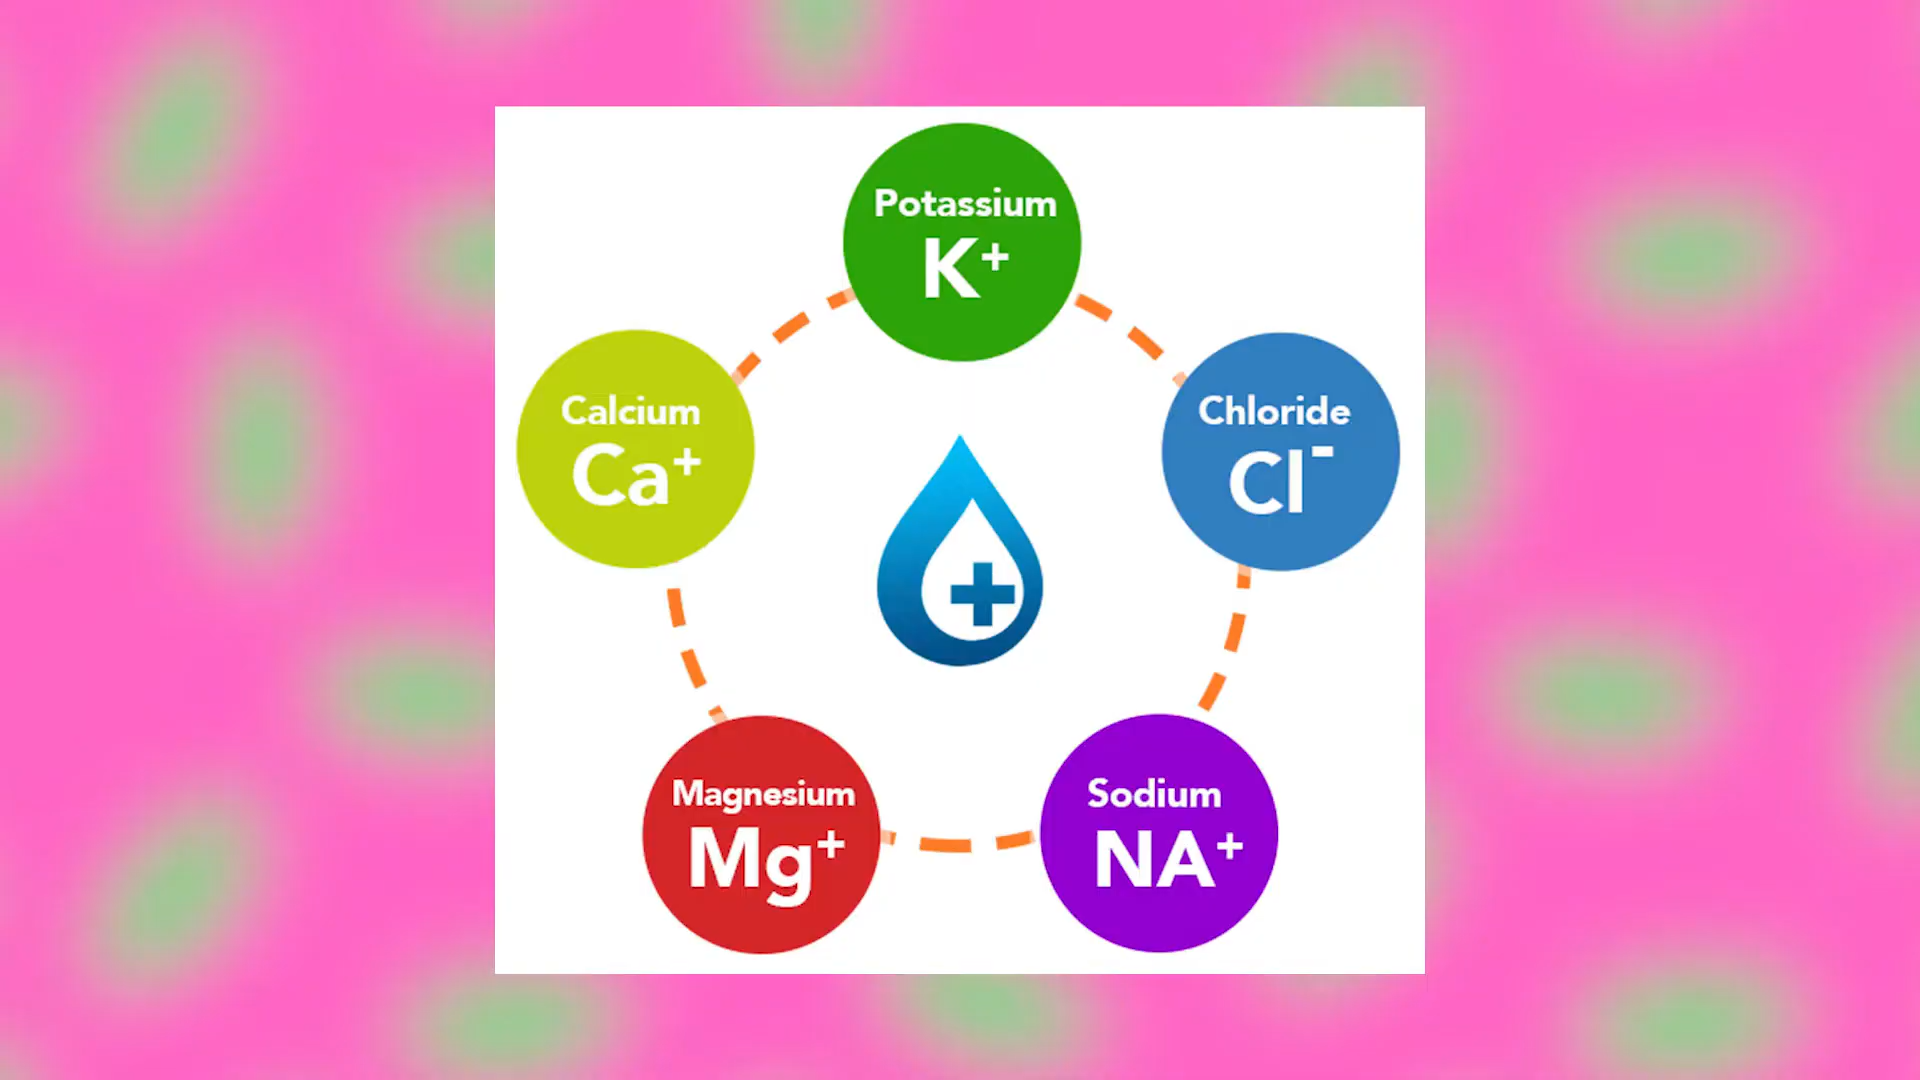 Potassium
K⁺
Calcium
Ca⁺
Chloride
Cl⁻
Magnesium
Mg⁺
Sodium
NA⁺